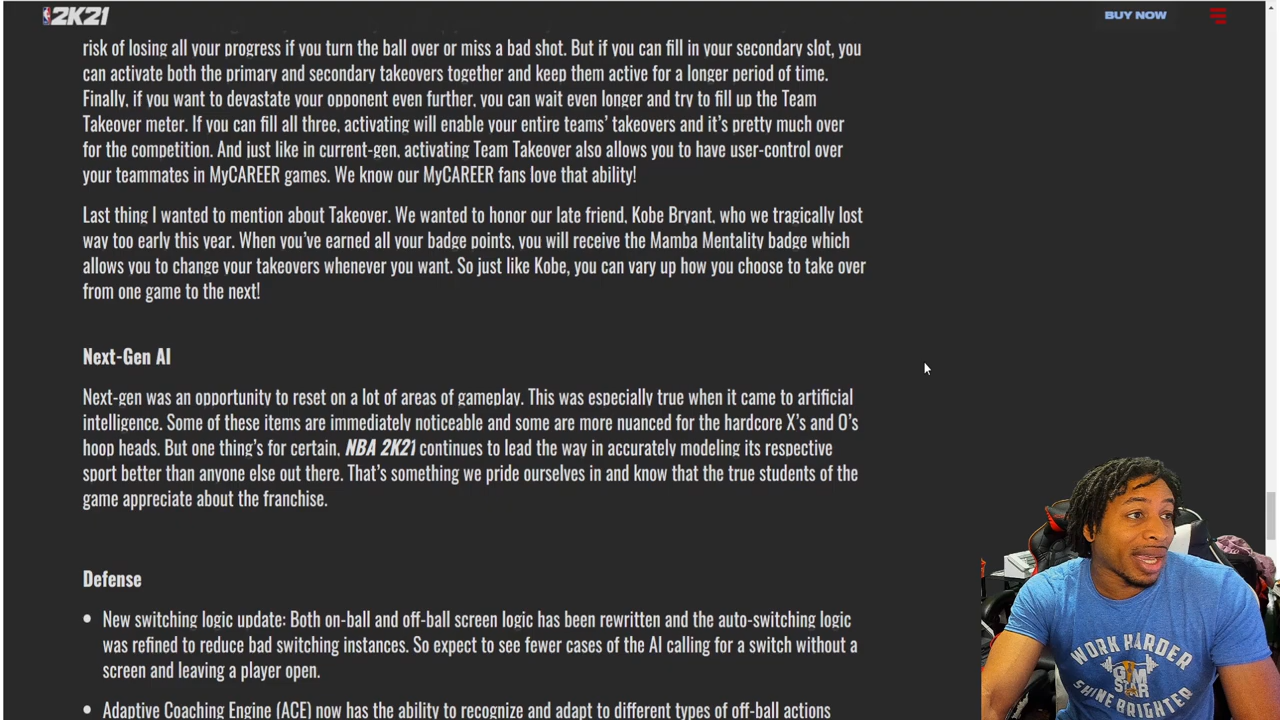 NBA 2K21
BUY NOW
risk of losing all your progress if you turn the ball over or miss a bad shot. But if you can fill in your secondary slot, you
can activate both the primary and secondary takeovers together and keep them active for a longer period of time.
Finally, if you want to devastate your opponent even further, you can wait even longer and try to fill up the Team
Takeover meter. If you can fill all three, activating will enable your entire teams’ takeovers and it’s pretty much over
for the competition. And just like in current-gen, activating Team Takeover also allows you to have user-control over
your teammates in MyCAREER games. We know our MyCAREER fans love that ability!
Last thing I wanted to mention about Takeover. We wanted to honor our late friend, Kobe Bryant, who we tragically lost
way too early this year. When you’ve earned all your badge points, you will receive the Mamba Mentality badge which
allows you to change your takeovers whenever you want. So just like Kobe, you can vary up how you choose to take over
from one game to the next!
Next-Gen AI
Next-gen was an opportunity to reset on a lot of areas of gameplay. This was especially true when it came to artificial
intelligence. Some of these items are immediately noticeable and some are more nuanced for the hardcore X’s and O’s
hoop heads. But one thing’s for certain, NBA 2K21 continues to lead the way in accurately modeling its respective
sport better than anyone else out there. That’s something we pride ourselves in and know that the true students of the
game appreciate about the franchise.
Defense
• New switching logic update: Both on-ball and off-ball screen logic has been rewritten and the auto-switching logic
was refined to reduce bad switching instances. So expect to see fewer cases of the AI calling for a switch without a
screen and leaving a player open.
• Adaptive Coaching Engine (ACE) now has the ability to recognize and adapt to different types of off-ball actions
WORK HARDER
GYM
STAR
SHINE BRIGHTER